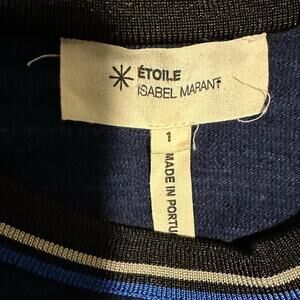 ÉTOILE
ISABEL MARANT
1
MADE IN PORTU